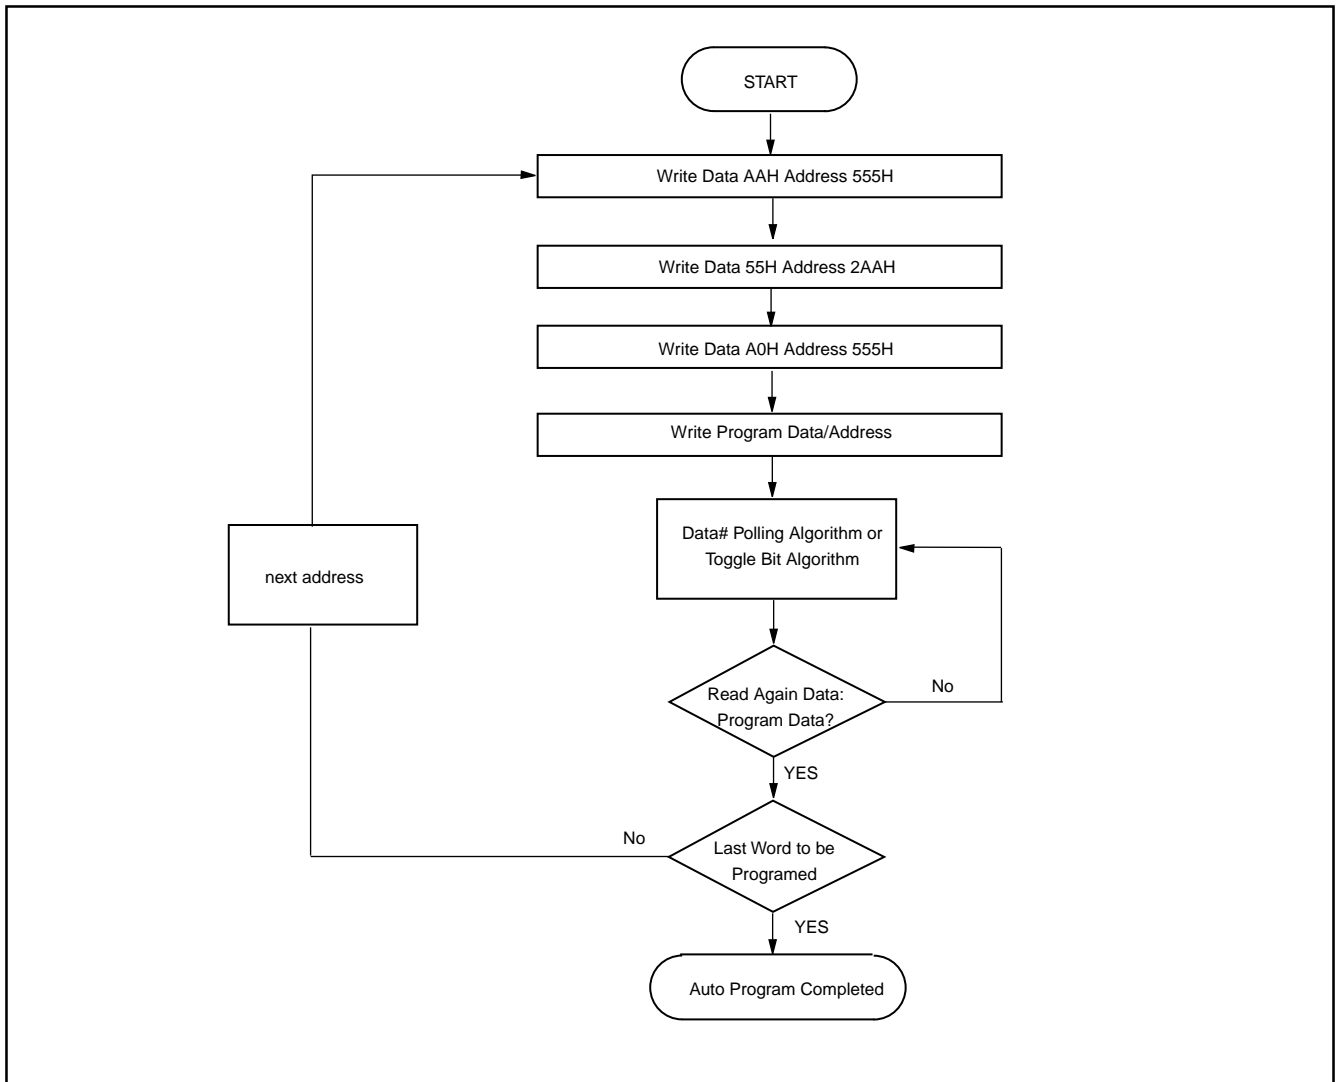 START
Write Data AAH Address 555H
Write Data 55H Address 2AAH
Write Data A0H Address 555H
Write Program Data/Address
Data# Polling Algorithm or
Toggle Bit Algorithm
next address
Read Again Data:
Program Data?
No
YES
No
Last Word to be
Programed
YES
Auto Program Completed